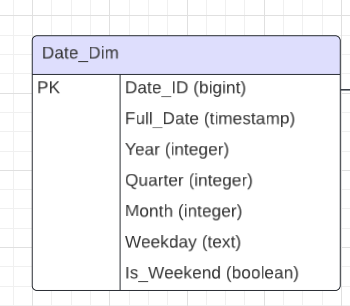 Date_Dim
PK Date_ID (bigint)
Full_Date (timestamp)
Year (integer)
Quarter (integer)
Month (integer)
Weekday (text)
Is_Weekend (boolean)